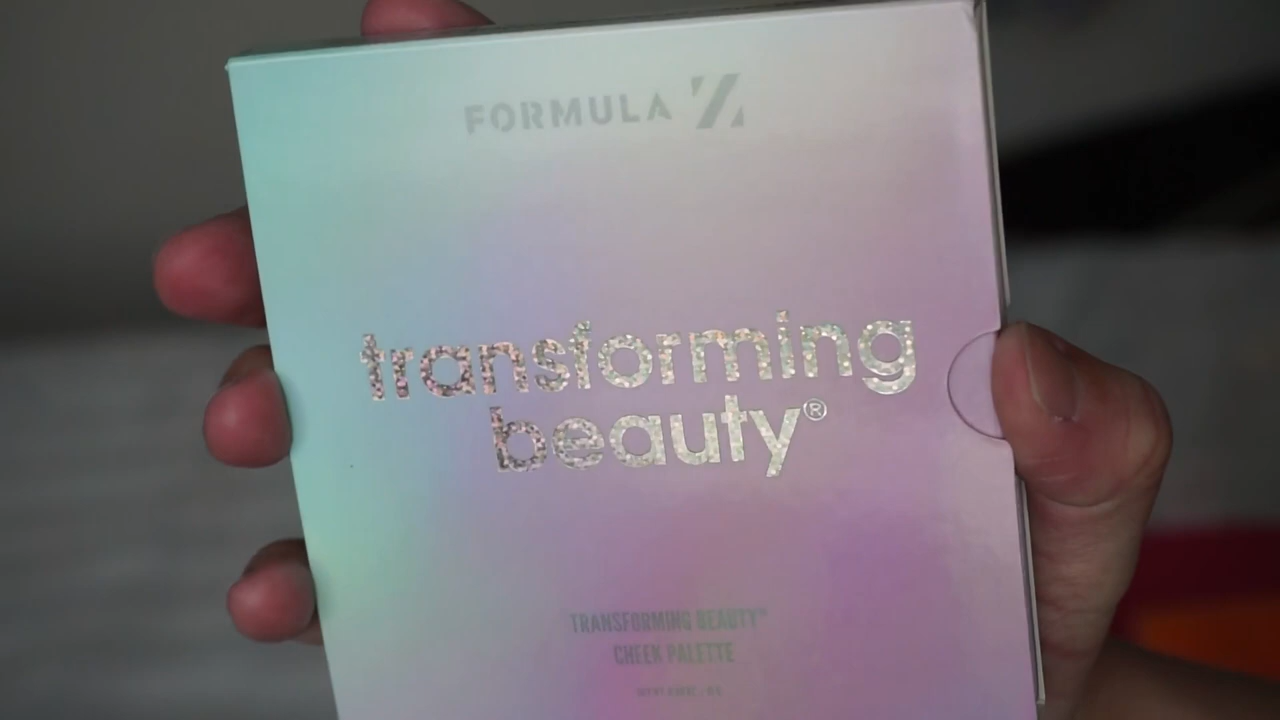 FORMULA Z
transforming
beauty®
TRANSFORMING BEAUTY®
CHEEK PALETTE